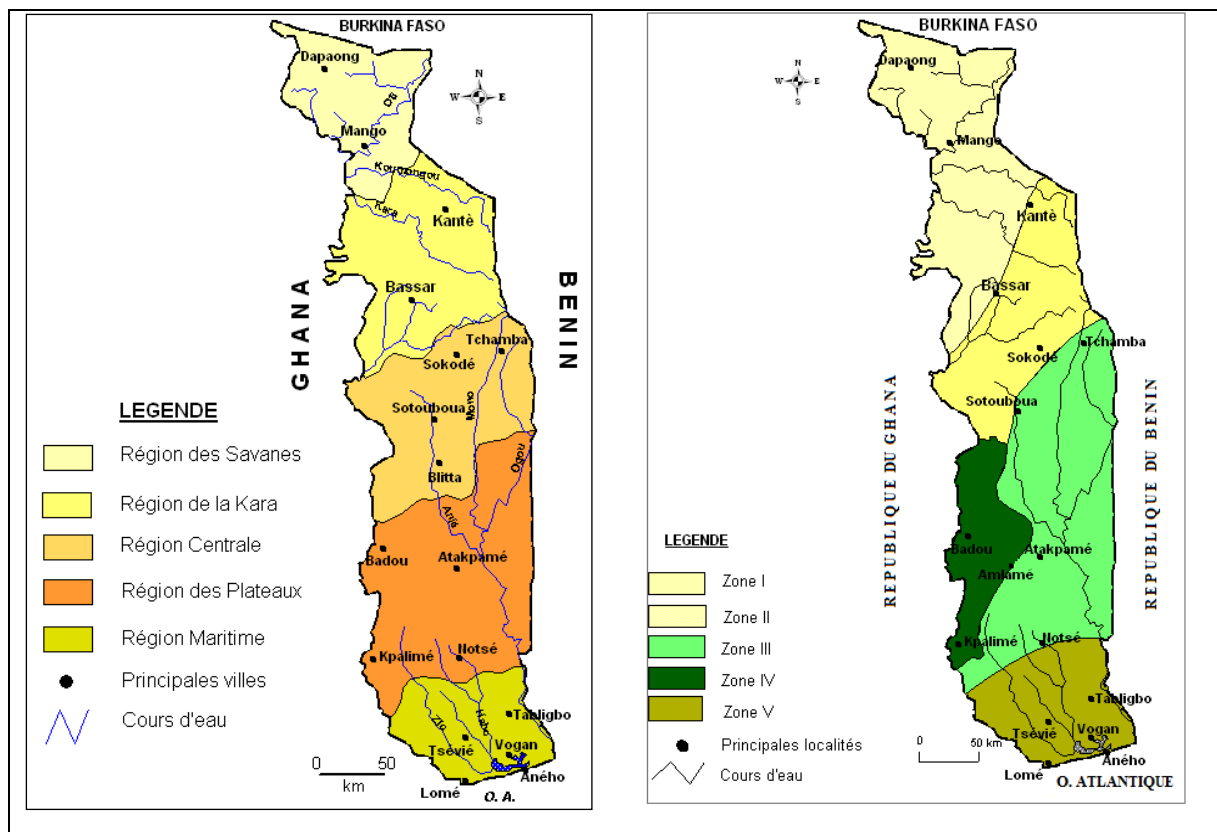 BURKINA FASO
Dapaong
N
W E
S
Oti
Mango
Koumongou
Kara
Kantè
Bassar
GHANA
BENIN
Tchamba
Sokodé
Sotouboua
Mono
Ogou
Blitta
Anié
Badou
Atakpamé
Kpalimé
Notsé
Zio
Haho
Tabligbo
Tsévié
Vogan
Aného
Lomé
O. A.
0 50
km
LEGENDE
Région des Savanes
Région de la Kara
Région Centrale
Région des Plateaux
Région Maritime
Principales villes
Cours d'eau
BURKINA FASO
Dapaong
N
W E
S
Mango
Kantè
Bassar
Sokodé
Tchamba
Sotouboua
REPUBLIQUE DU GHANA
REPUBLIQUE DU BENIN
Badou
Atakpamé
Amlamé
Kpalimé
Notsé
Tabligbo
Tsévié
Vogan
Aného
Lomé
O. ATLANTIQUE
0 50 km
LEGENDE
Zone I
Zone II
Zone III
Zone IV
Zone V
Principales localités
Cours d'eau